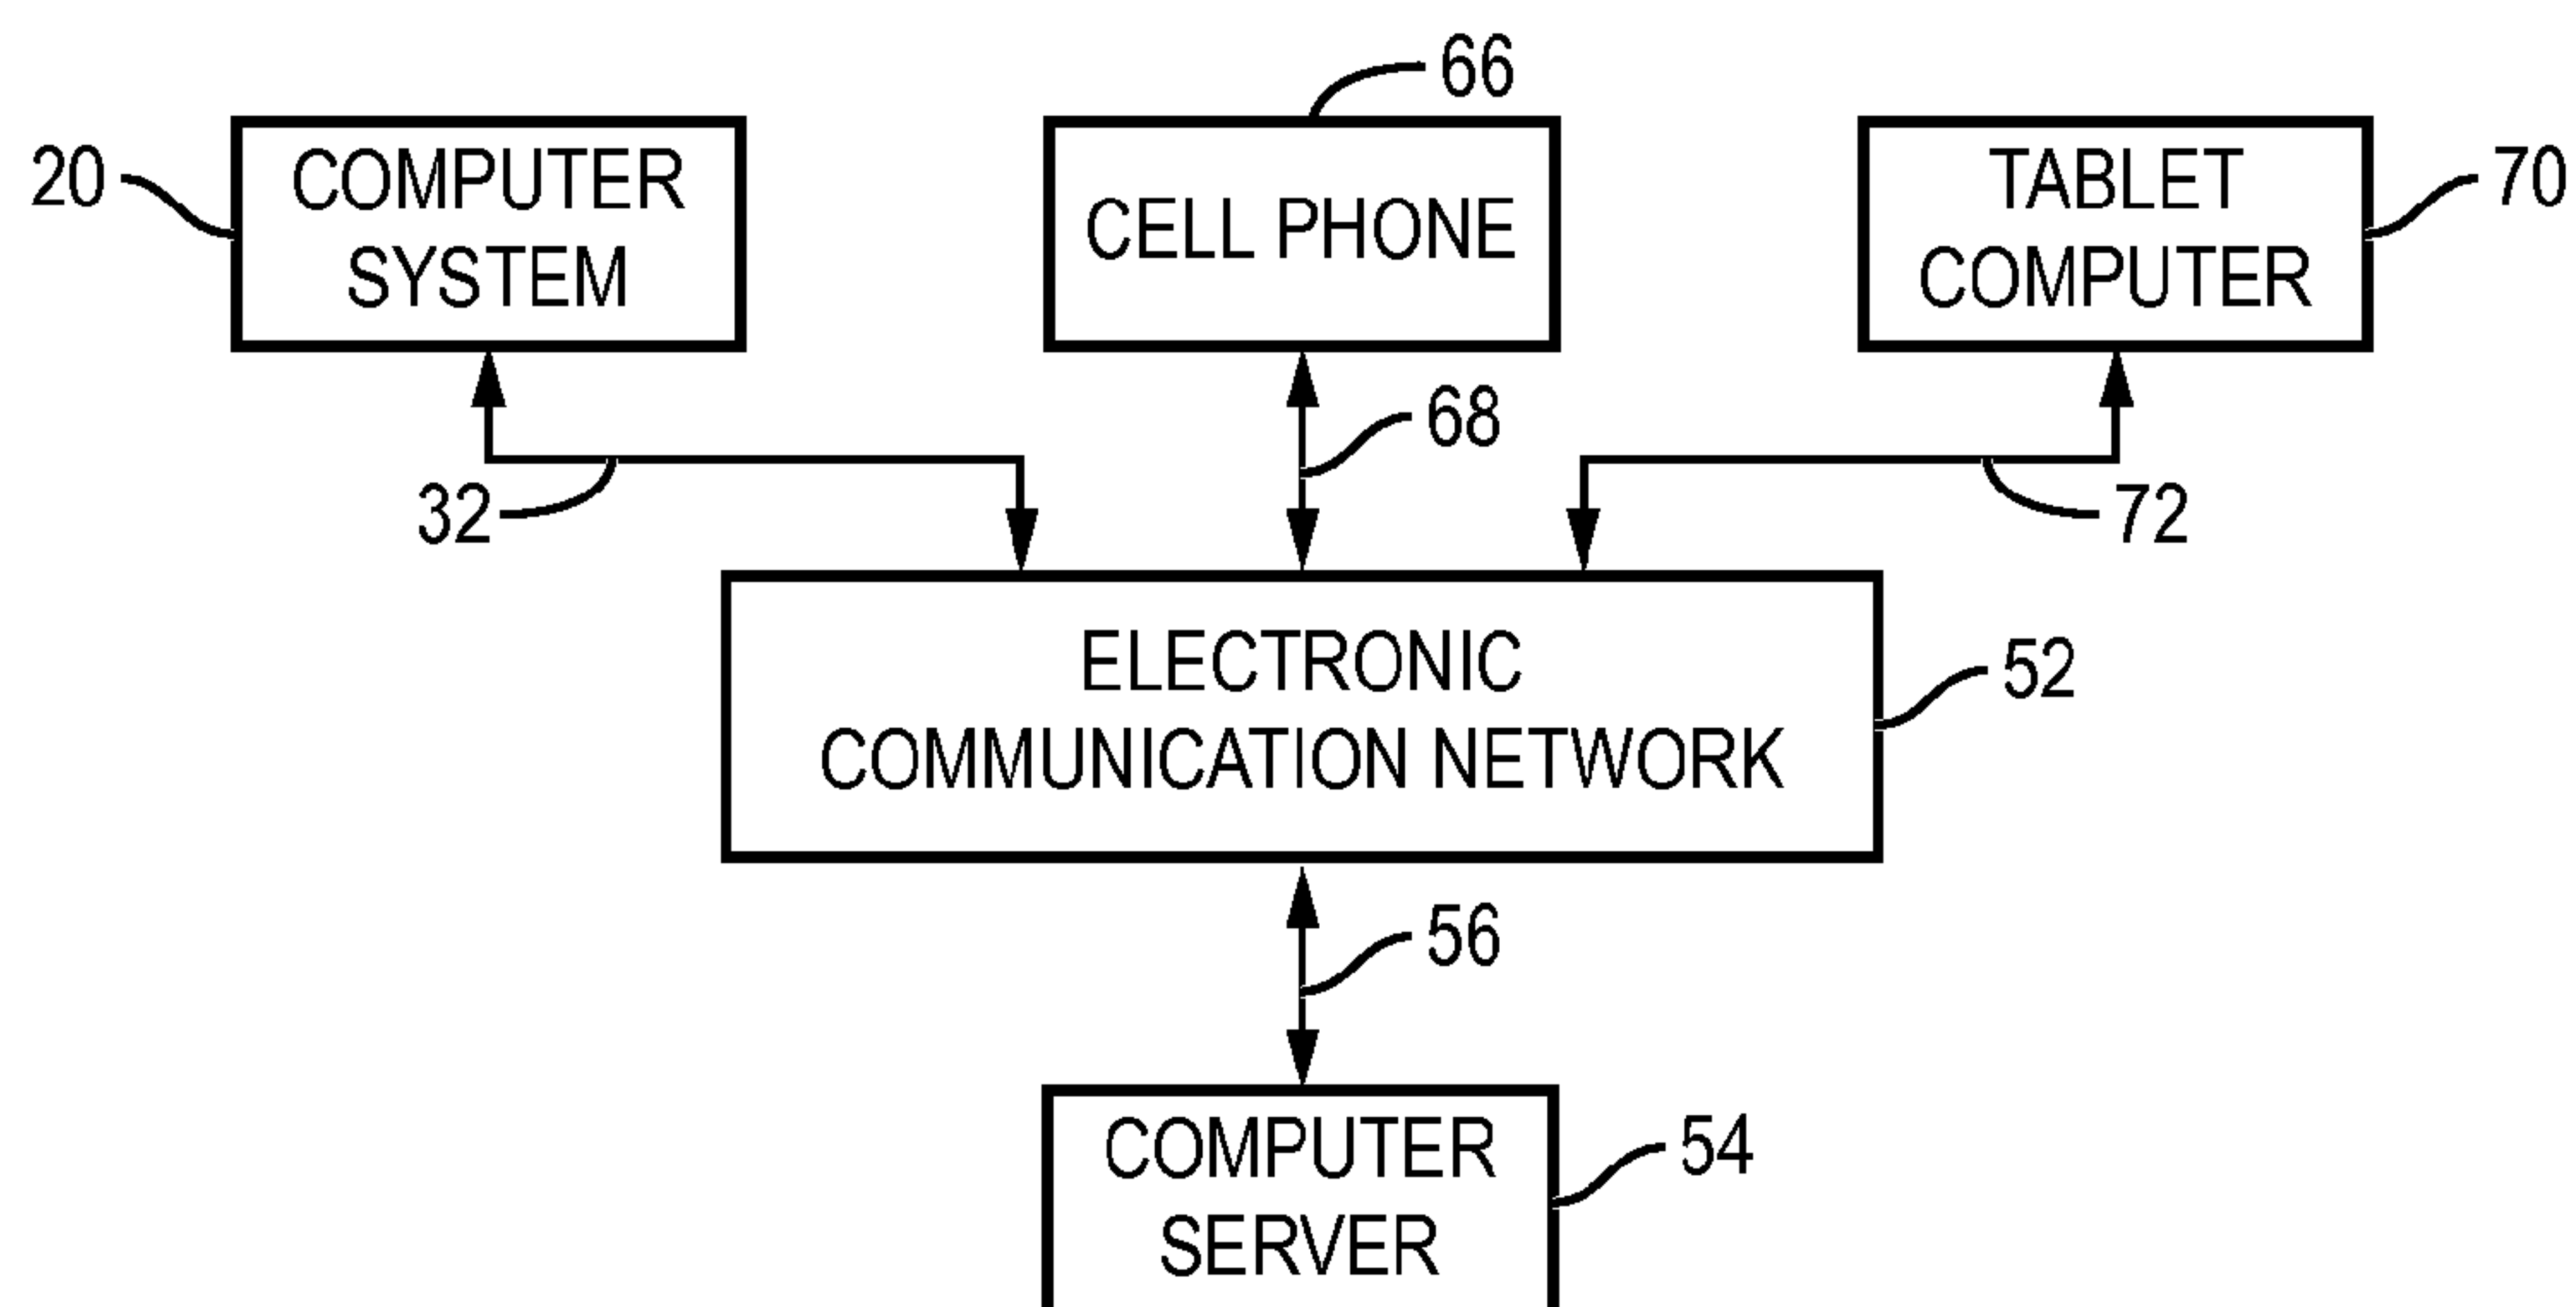 66
20
COMPUTER
SYSTEM
CELL PHONE
TABLET
COMPUTER
70
68
32
72
ELECTRONIC
COMMUNICATION NETWORK
52
56
COMPUTER
SERVER
54